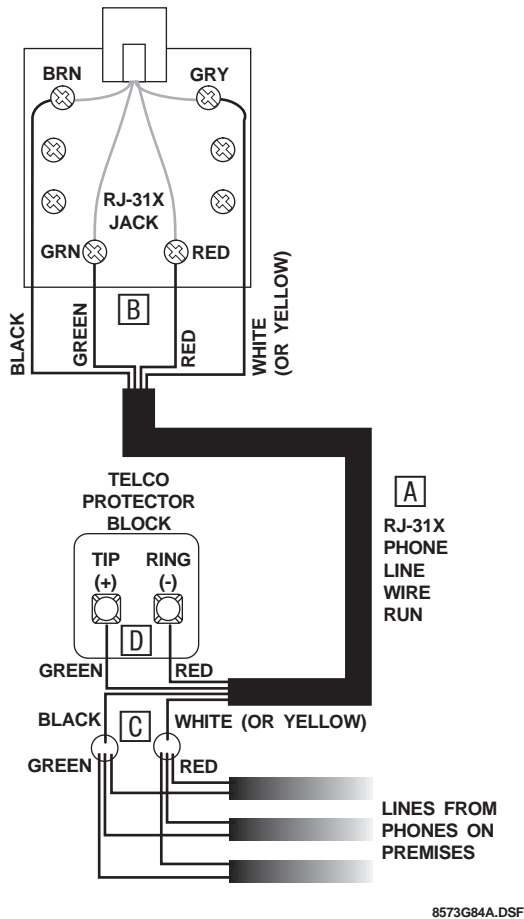 BRN
GRY
RJ-31X
JACK
GRN
RED
B
BLACK
GREEN
RED
WHITE
(OR YELLOW)
A
RJ-31X
PHONE
LINE
WIRE
RUN
TELCO
PROTECTOR
BLOCK
TIP
(+)
RING
(-)
D
GREEN
RED
BLACK
C
WHITE (OR YELLOW)
GREEN
RED
LINES FROM
PHONES ON
PREMISES
8573G84A.DSF